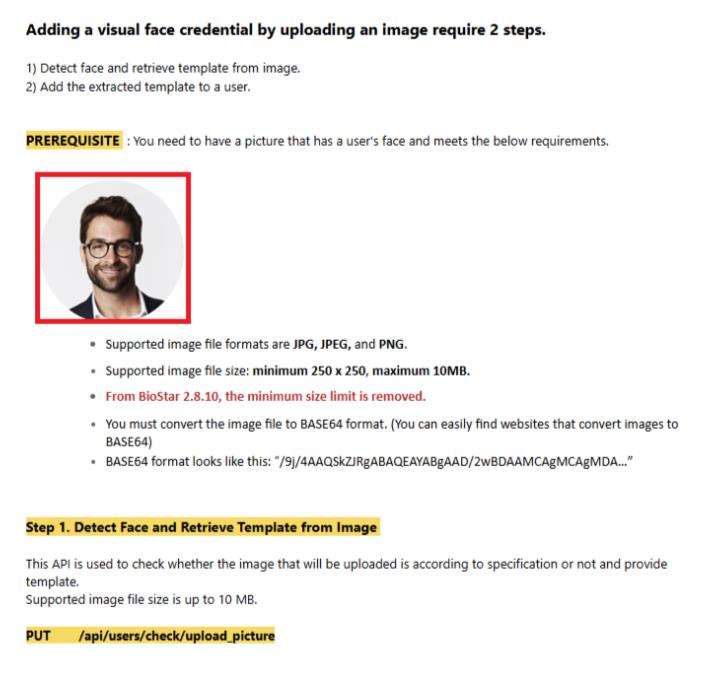 Adding a visual face credential by uploading an image require 2 steps.
1) Detect face and retrieve template from image.
2) Add the extracted template to a user.
PREREQUISITE : You need to have a picture that has a user's face and meets the below requirements.
• Supported image file formats are JPG, JPEG, and PNG.
• Supported image file size: minimum 250 x 250, maximum 10MB.
• From BioStar 2.8.10, the minimum size limit is removed.
• You must convert the image file to BASE64 format. (You can easily find websites that convert images to
BASE64)
• BASE64 format looks like this: "/9j/4AAQSkZJRgABAQEAYABgAAD/2wBDAAMCAgMCAgMDA..."
Step 1. Detect Face and Retrieve Template from Image
This API is used to check whether the image that will be uploaded is according to specification or not and provide
template.
Supported image file size is up to 10 MB.
PUT /api/users/check/upload_picture